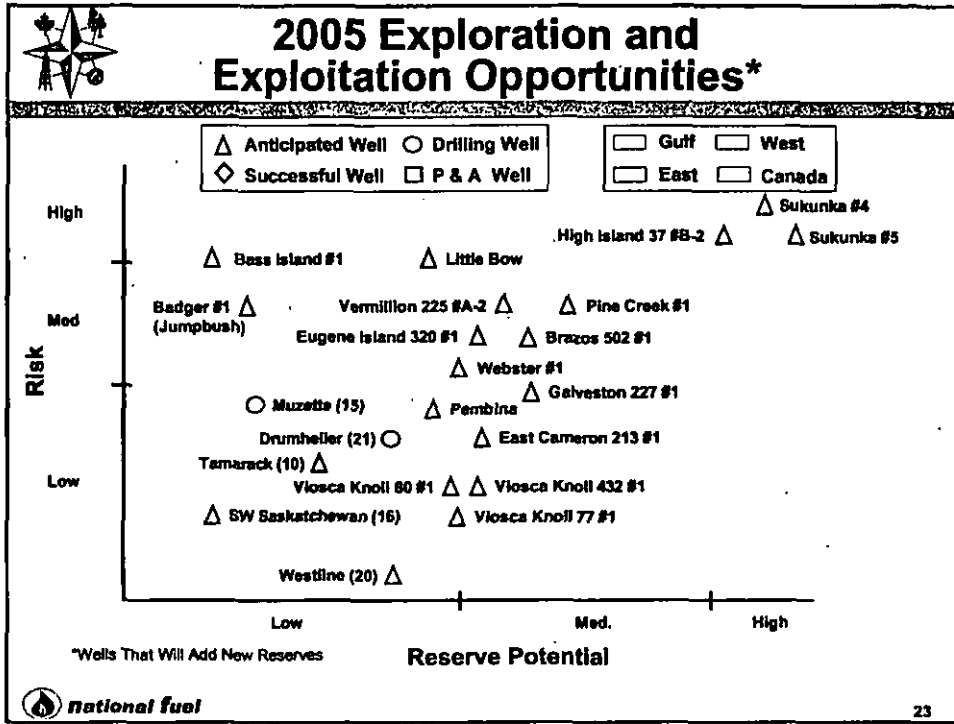 2005 Exploration and
Exploitation Opportunities*
Anticipated Well Drilling Well
Successful Well P & A Well
Gulf West
East Canada
Risk
High
Med
Low
Sukunka #4
High Island 37 #B-2
Sukunka #5
Bass Island #1
Little Bow
Badger #1
(Jumpbush)
Vermillion 225 #A-2
Pine Creek #1
Eugene Island 320 #1
Brazos 502 #1
Webster #1
Galveston 227 #1
Muzette (15)
Pembina
Drumheller (21)
East Cameron 213 #1
Tamarack (10)
Viosca Knoll 80 #1
Viosca Knoll 432 #1
SW Saskatchewan (16)
Viosca Knoll 77 #1
Westline (20)
Low Med. High
*Wells That Will Add New Reserves
Reserve Potential
national fuel
23